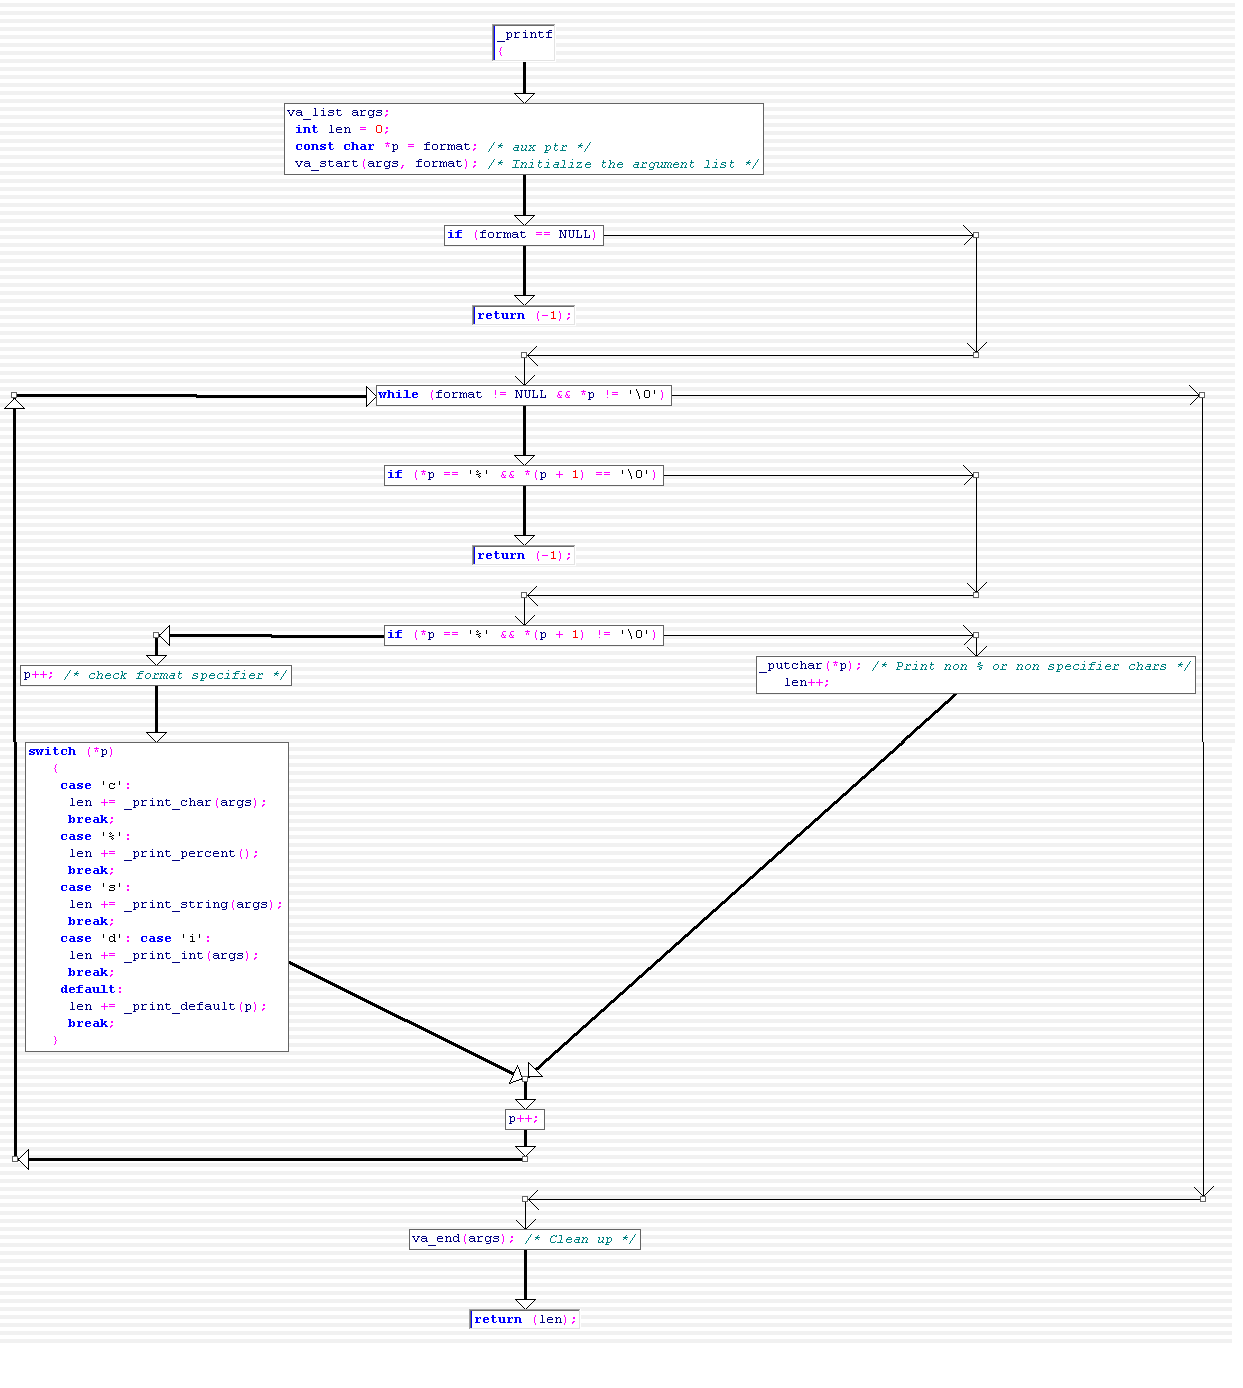 _printf
{
va_list args;
int len = 0;
const char *p = format; /* aux ptr */
va_start(args, format); /* Initialize the argument list */
if (format == NULL)
return (-1);
while (format != NULL && *p != '\0')
if (*p == '%' && *(p + 1) == '\0')
return (-1);
if (*p == '%' && *(p + 1) != '\0')
p++; /* check format specifier */
_putchar(*p); /* Print non % or non specifier chars */
len++;
switch (*p)
{
case 'c':
len += _print_char(args);
break;
case '%':
len += _print_percent();
break;
case 's':
len += _print_string(args);
break;
case 'd': case 'i':
len += _print_int(args);
break;
default:
len += _print_default(p);
break;
}
p++;
va_end(args); /* Clean up */
return (len);